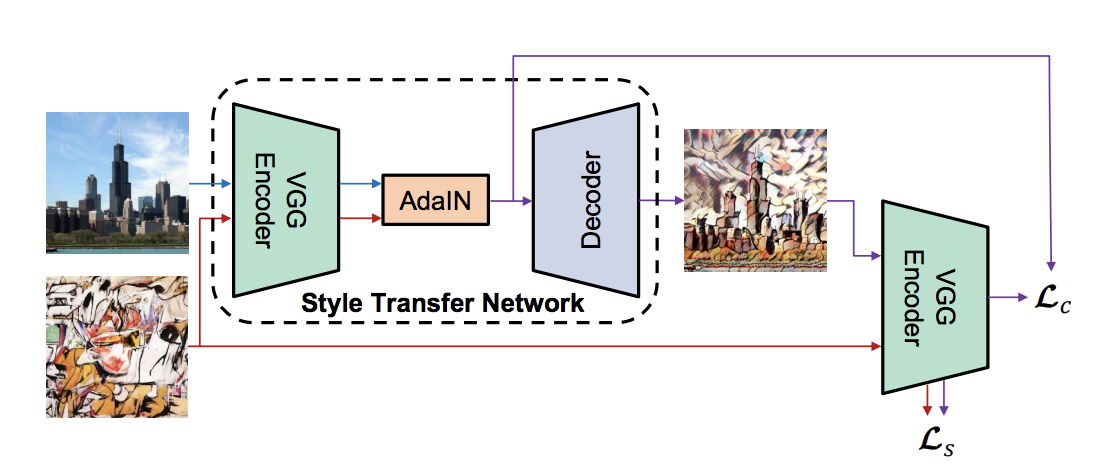 VGG
Encoder
AdaIN
Decoder
Style Transfer Network
VGG
Encoder
ℒc
ℒs